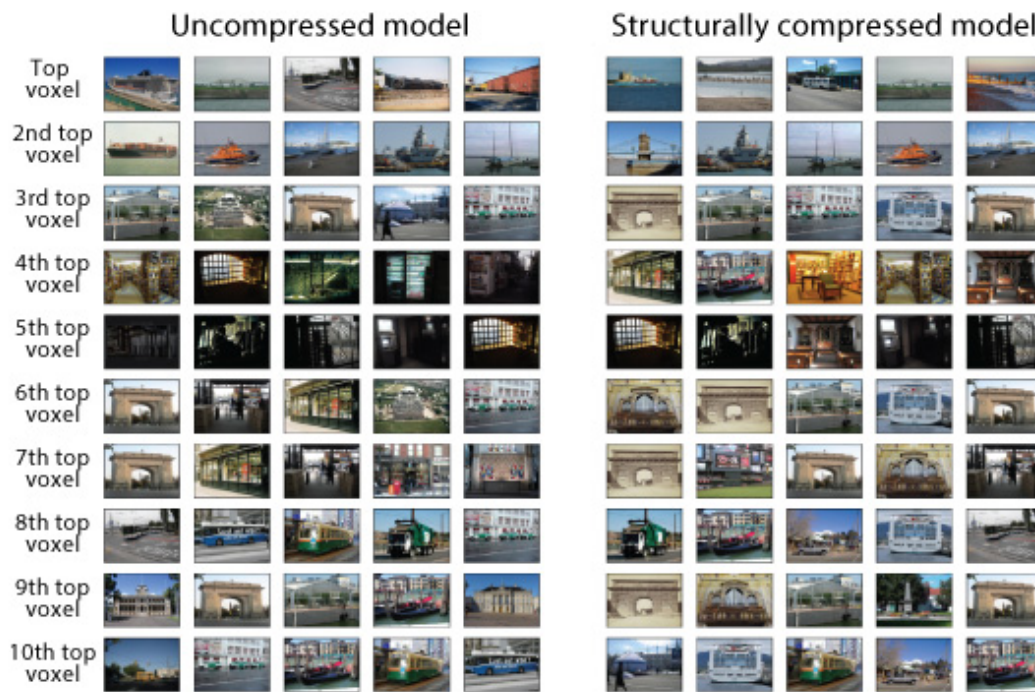 Uncompressed model
Structurally compressed model
Top
voxel
2nd top
voxel
3rd top
voxel
4th top
voxel
5th top
voxel
6th top
voxel
7th top
voxel
8th top
voxel
9th top
voxel
10th top
voxel